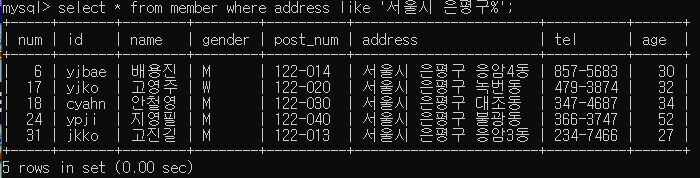 mysql> select * from member where address like '서울시 은평구%';
+-----+-------+--------+--------+----------+----------------------+----------+-----+
| num | id | name | gender | post_num | address | tel | age |
+-----+-------+--------+--------+----------+----------------------+----------+-----+
| 6 | yjbae | 배용진 | M | 122-014 | 서울시 은평구 응암4동 | 857-5683 | 30 |
| 17 | yjko | 고영주 | W | 122-020 | 서울시 은평구 녹번동 | 479-3874 | 32 |
| 18 | cyahn | 안철영 | M | 122-030 | 서울시 은평구 대조동 | 347-4687 | 34 |
| 24 | ypji | 지영필 | M | 122-040 | 서울시 은평구 불광동 | 366-3747 | 52 |
| 31 | jkko | 고진길 | M | 122-013 | 서울시 은평구 응암3동 | 234-7466 | 27 |
+-----+-------+--------+--------+----------+----------------------+----------+-----+
5 rows in set (0.00 sec)